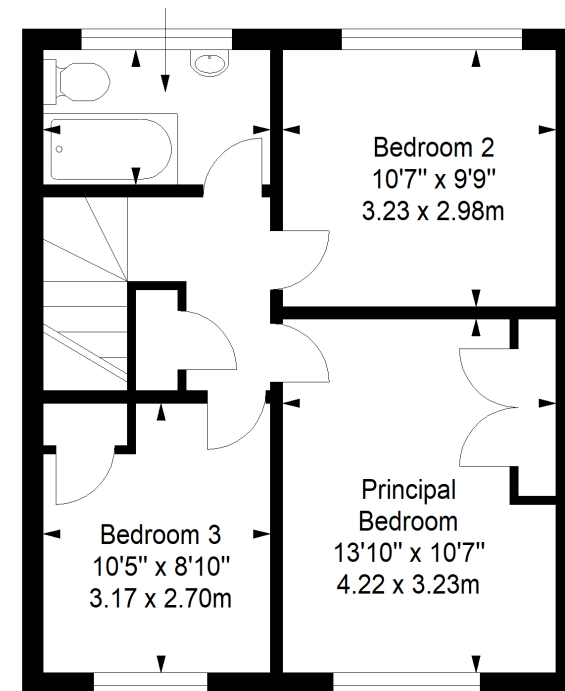 Bedroom 2
10'7" x 9'9"
3.23 x 2.98m
Principal
Bedroom
13'10" x 10'7"
4.22 x 3.23m
Bedroom 3
10'5" x 8'10"
3.17 x 2.70m